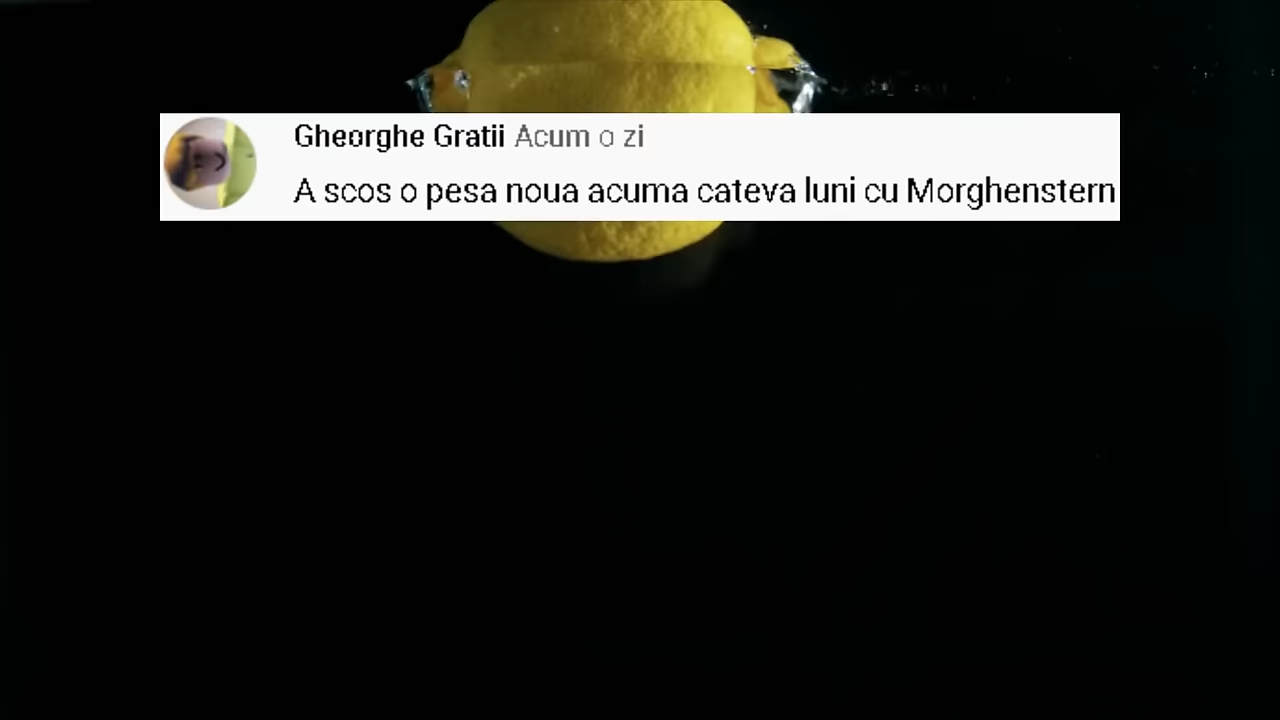 Gheorghe Gratii Acum o zi
A scos o pesa noua acuma cateva luni cu Morghenstern